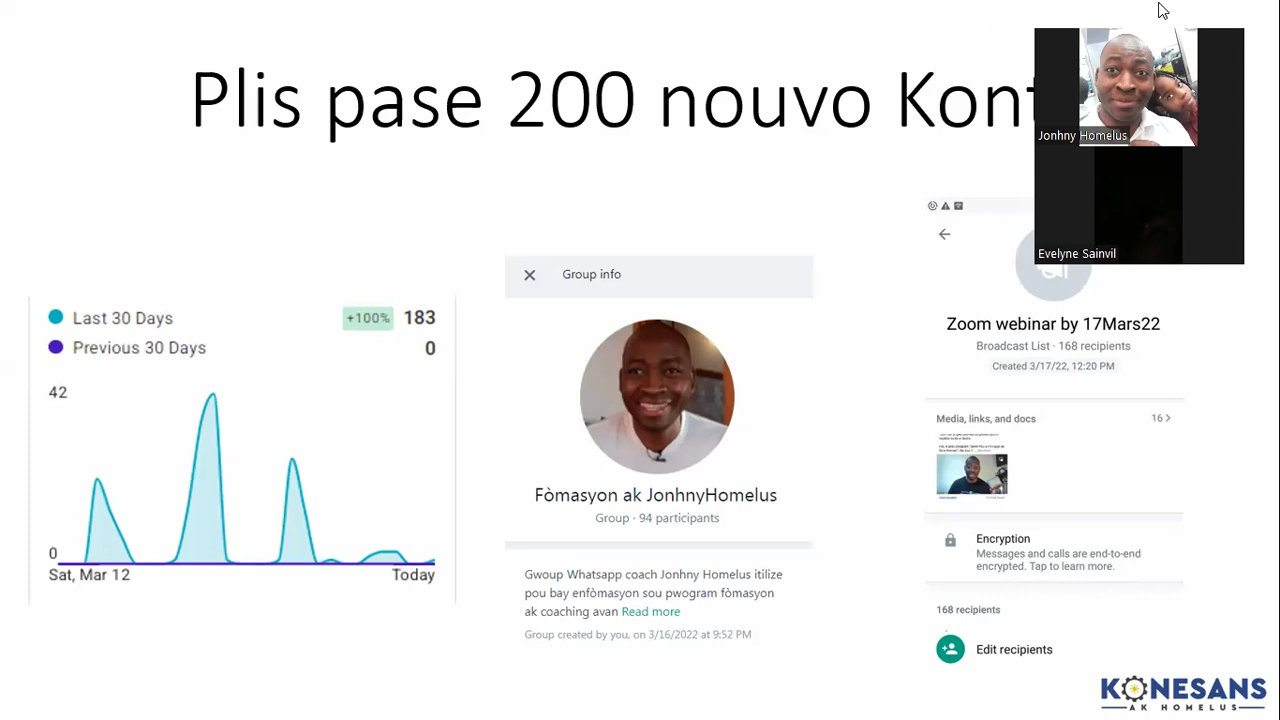 Plis pase 200 nouvo Kont
Jonhny Homelus
Evelyne Sainvil
Last 30 Days +100% 183
Previous 30 Days 0
42
0
Sat, Mar 12 Today
Group info
Fòmasyon ak JonhnyHomelus
Group · 94 participants
Gwoup Whatsapp coach Jonhny Homelus itilize
pou bay enfòmasyon sou pwogram fòmasyon
ak coaching avan Read more
Group created by you, on 3/16/2022 at 9:52 PM
Zoom webinar by 17Mars22
Broadcast List · 168 recipients
Created 3/17/22, 12:20 PM
Media, links, and docs 16 >
Encryption
Messages and calls are end-to-end
encrypted. Tap to learn more.
168 recipients
Edit recipients
KONESANS
AK HOMELUS